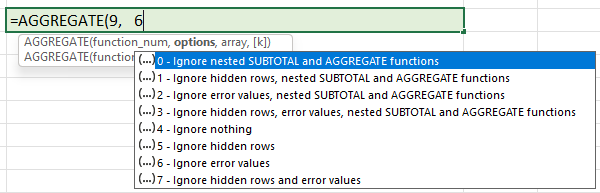 =AGGREGATE(9, 6
AGGREGATE(function_num, options, array, [k])
AGGREGATE(functio
(...) 0 - Ignore nested SUBTOTAL and AGGREGATE functions
(...) 1 - Ignore hidden rows, nested SUBTOTAL and AGGREGATE functions
(...) 2 - Ignore error values, nested SUBTOTAL and AGGREGATE functions
(...) 3 - Ignore hidden rows, error values, nested SUBTOTAL and AGGREGATE functions
(...) 4 - Ignore nothing
(...) 5 - Ignore hidden rows
(...) 6 - Ignore error values
(...) 7 - Ignore hidden rows and error values